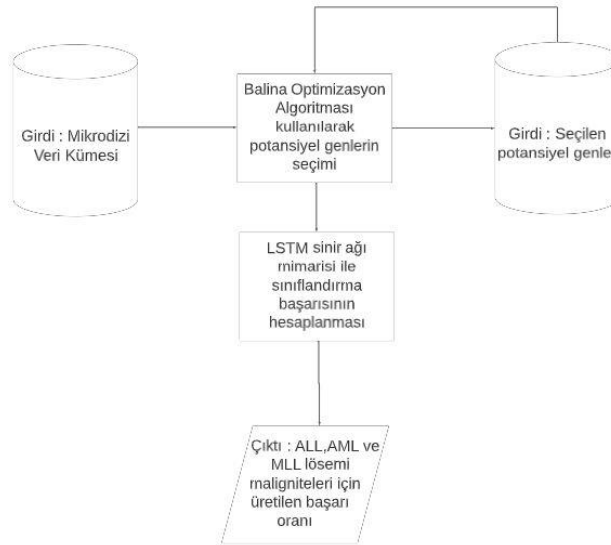 Girdi : Mikrodizi
Veri Kümesi
Balina Optimizasyon
Algoritması
kullanılarak
potansiyel genlerin
seçimi
Girdi : Seçilen
potansiyel genle
LSTM sinir ağı
mimarisi ile
sınıflandırma
başarısının
hesaplanması
Çıktı : ALL,AML ve
MLL lösemi
maligniteleri için
üretilen başarı
oranı